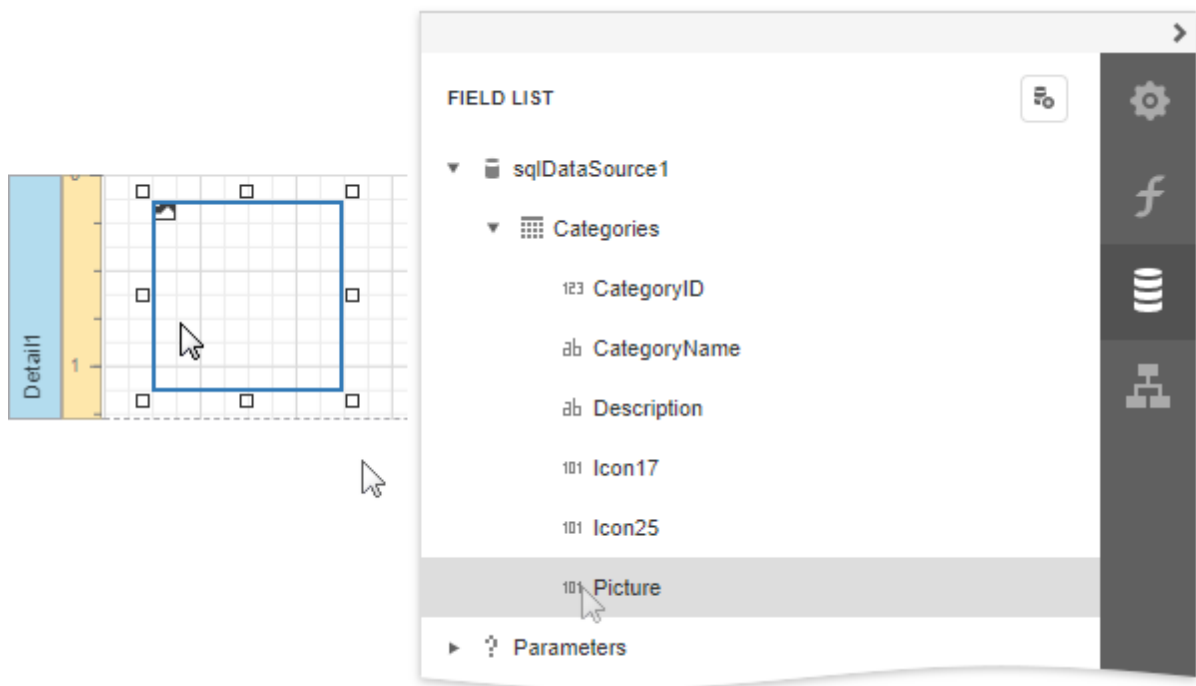 FIELD LIST
sqlDataSource1
Categories
123 CategoryID
ab CategoryName
ab Description
101 Icon17
101 Icon25
101 Picture
? Parameters
Detail1
0
1